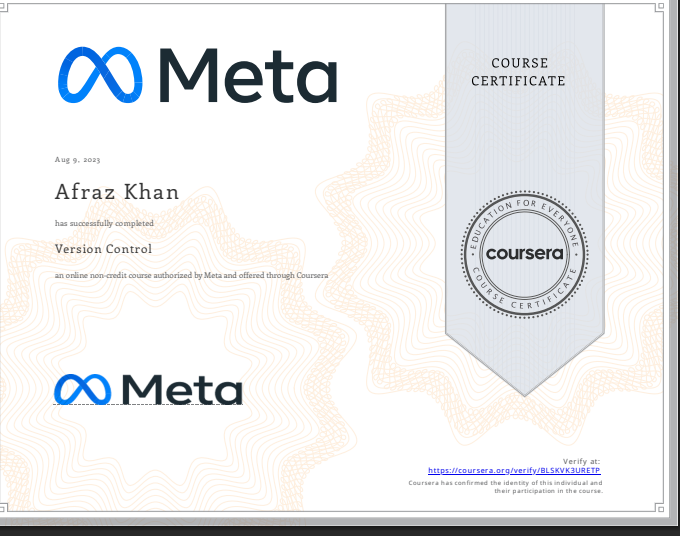 Meta
COURSE
CERTIFICATE
Aug 9, 2023
Afraz Khan
has successfully completed
Version Control
an online non-credit course authorized by Meta and offered through Coursera
EDUCATION FOR EVERYONE
coursera
COURSE CERTIFICATE
Meta
Verify at:
https://coursera.org/verify/BLSKVK3URETP
Coursera has confirmed the identity of this individual and
their participation in the course.